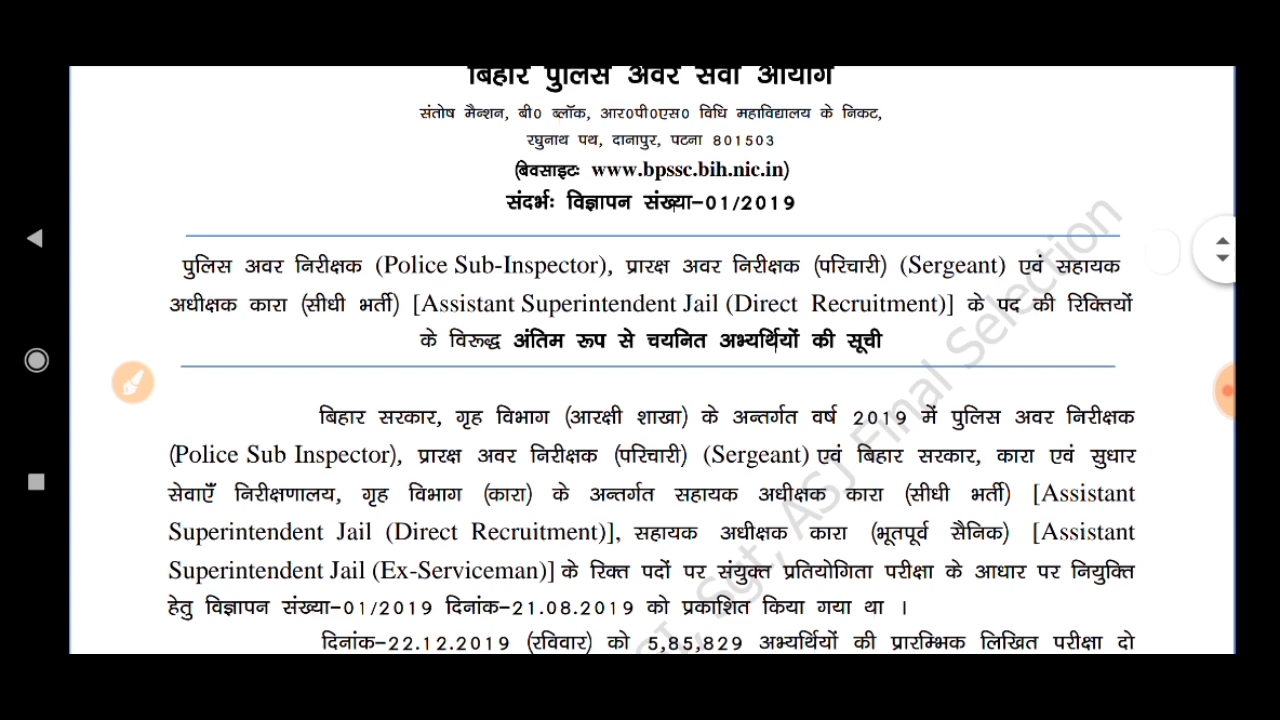 बिहार पुलिस अवर सेवा आयोग
संतोष मैन्शन, बी0 ब्लॉक, आर0पी0एस0 विधि महाविद्यालय के निकट,
रघुनाथ पथ, दानापुर, पटना 801503
(बेवसाइटः www.bpssc.bih.nic.in)
संदर्भः विज्ञापन संख्या-01/2019
पुलिस अवर निरीक्षक (Police Sub-Inspector), प्रारक्ष अवर निरीक्षक (परिचारी) (Sergeant) एवं सहायक
अधीक्षक कारा (सीधी भर्ती) [Assistant Superintendent Jail (Direct Recruitment)] के पद की रिक्तियों
के विरूद्ध अंतिम रूप से चयनित अभ्यर्थियों की सूची
बिहार सरकार, गृह विभाग (आरक्षी शाखा) के अन्तर्गत वर्ष 2019 में पुलिस अवर निरीक्षक
(Police Sub Inspector), प्रारक्ष अवर निरीक्षक (परिचारी) (Sergeant) एवं बिहार सरकार, कारा एवं सुधार
सेवाएँ निरीक्षणालय, गृह विभाग (कारा) के अन्तर्गत सहायक अधीक्षक कारा (सीधी भर्ती) [Assistant
Superintendent Jail (Direct Recruitment)], सहायक अधीक्षक कारा (भूतपूर्व सैनिक) [Assistant
Superintendent Jail (Ex-Serviceman)] के रिक्त पदों पर संयुक्त प्रतियोगिता परीक्षा के आधार पर नियुक्ति
हेतु विज्ञापन संख्या-01/2019 दिनांक-21.08.2019 को प्रकाशित किया गया था ।
दिनांक-22.12.2019 (रविवार) को 5,85,829 अभ्यर्थियों की प्रारम्भिक लिखित परीक्षा दो
Sgt, ASJ Final Selection